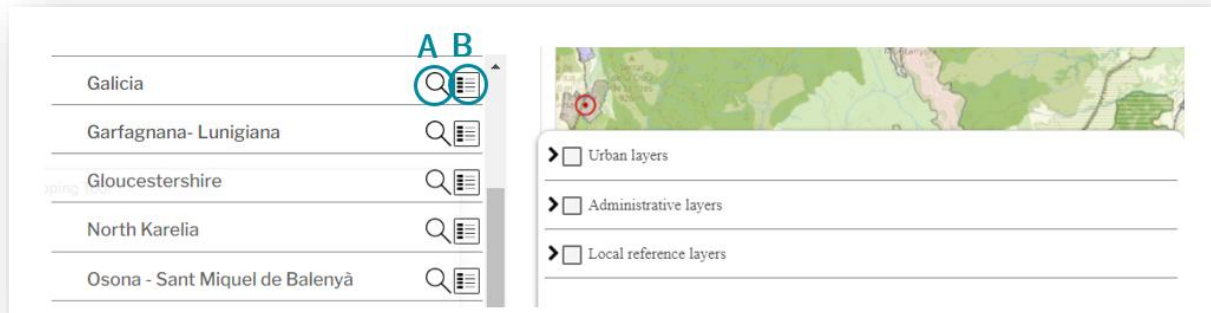 A B
Galicia
Garfagnana- Lunigiana
Gloucestershire
North Karelia
Osona - Sant Miquel de Balenyà
Urban layers
Administrative layers
Local reference layers